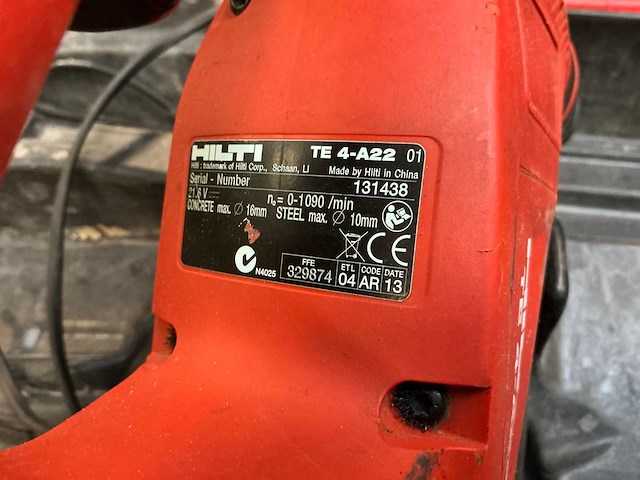 HILTI TE 4-A22 01
Hilti: trademark of Hilti Corp., Schaan, LI Made by Hilti in China
Serial - Number 131438
21,6 V n₀= 0-1090 /min
CONCRETE max. ∅ 16mm STEEL max. ∅ 10mm
CE
N4025
FFE ETL CODE DATE
329874 04 AR 13